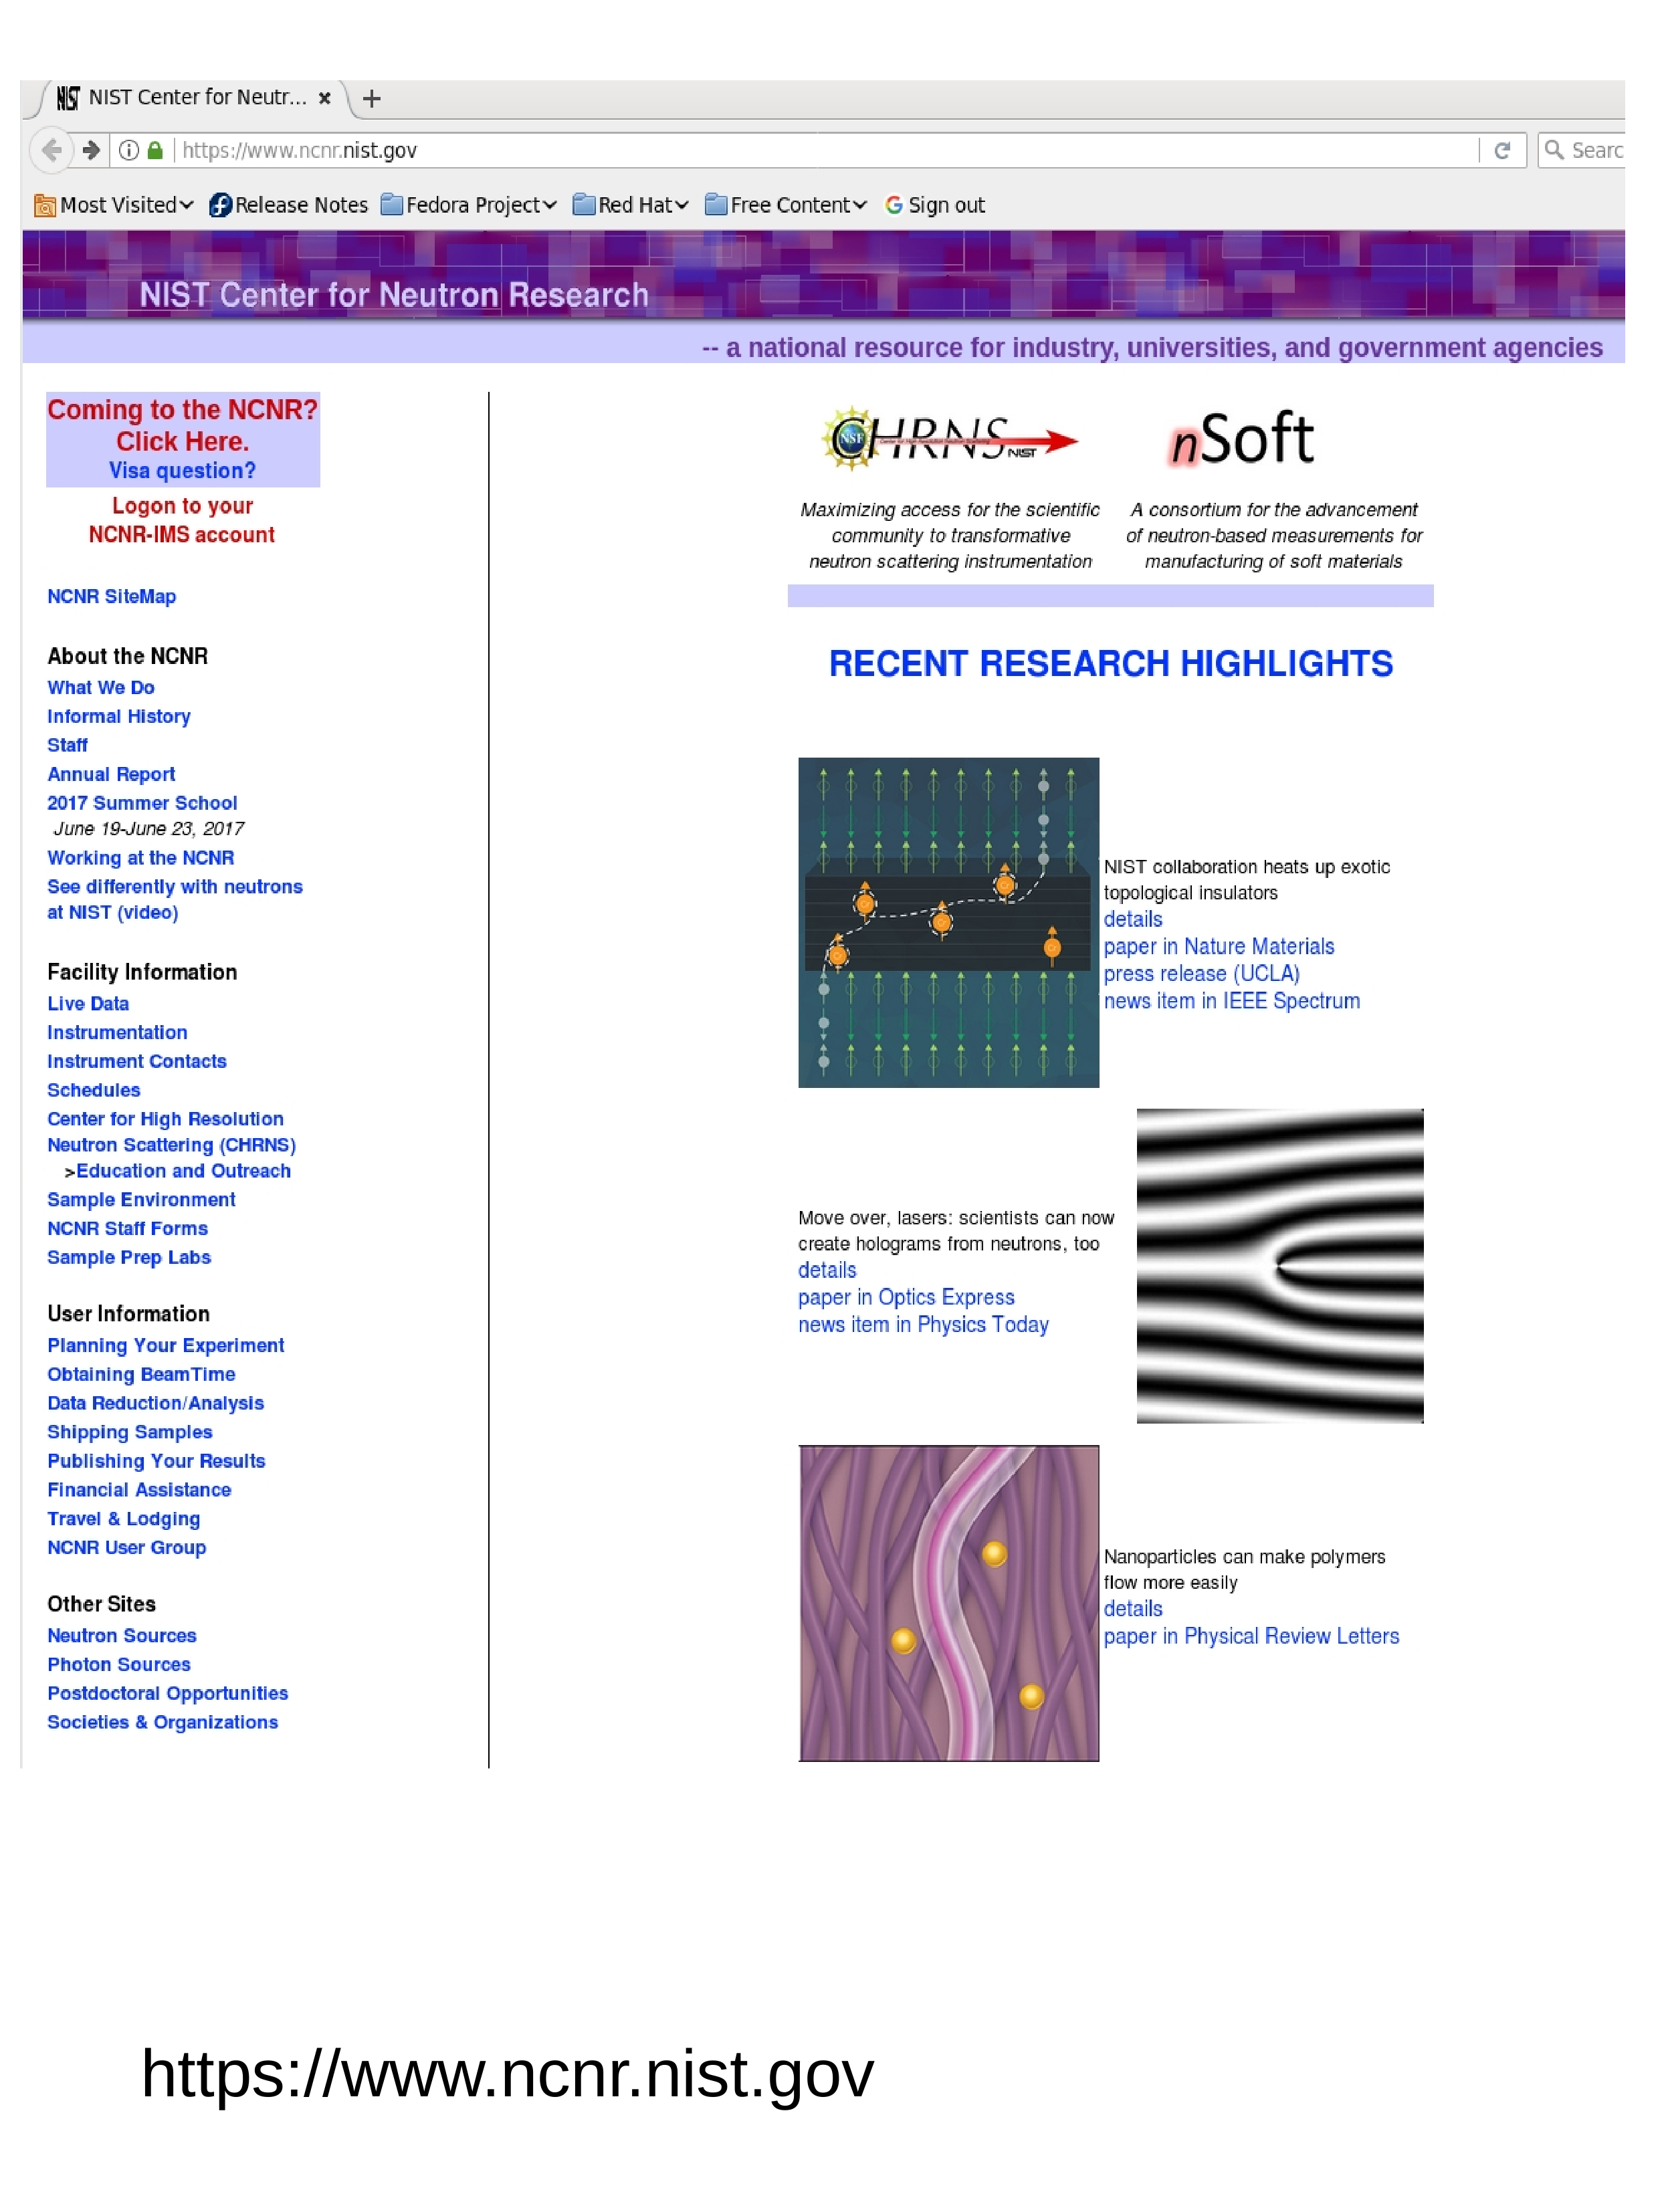 NIST Center for Neutr...
https://www.ncnr.nist.gov
Searc
Most Visited
Release Notes
Fedora Project
Red Hat
Free Content
Sign out
NIST Center for Neutron Research
-- a national resource for industry, universities, and government agencies
Coming to the NCNR?
Click Here.
Visa question?
Logon to your
NCNR-IMS account
NCNR SiteMap
About the NCNR
What We Do
Informal History
Staff
Annual Report
2017 Summer School
June 19-June 23, 2017
Working at the NCNR
See differently with neutrons
at NIST (video)
Facility Information
Live Data
Instrumentation
Instrument Contacts
Schedules
Center for High Resolution
Neutron Scattering (CHRNS)
>Education and Outreach
Sample Environment
NCNR Staff Forms
Sample Prep Labs
User Information
Planning Your Experiment
Obtaining BeamTime
Data Reduction/Analysis
Shipping Samples
Publishing Your Results
Financial Assistance
Travel & Lodging
NCNR User Group
Other Sites
Neutron Sources
Photon Sources
Postdoctoral Opportunities
Societies & Organizations
NSF
CHRNS
Center for High Resolution Neutron Scattering
NIST
Maximizing access for the scientific
community to transformative
neutron scattering instrumentation
nSoft
A consortium for the advancement
of neutron-based measurements for
manufacturing of soft materials
RECENT RESEARCH HIGHLIGHTS
NIST collaboration heats up exotic
topological insulators
details
paper in Nature Materials
press release (UCLA)
news item in IEEE Spectrum
Move over, lasers: scientists can now
create holograms from neutrons, too
details
paper in Optics Express
news item in Physics Today
Nanoparticles can make polymers
flow more easily
details
paper in Physical Review Letters
https://www.ncnr.nist.gov